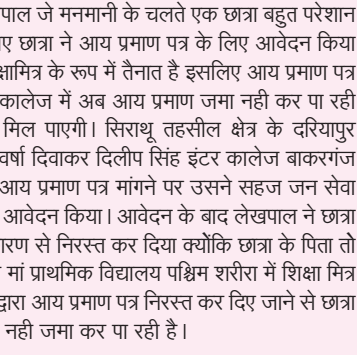 पाल जे मनमानी के चलते एक छात्रा बहुत परेशान
ए छात्रा ने आय प्रमाण पत्र के लिए आवेदन किया
क्षामित्र के रूप में तैनात है इसलिए आय प्रमाण पत्र
कालेज में अब आय प्रमाण जमा नही कर पा रही
मिल पाएगी। सिराथू तहसील क्षेत्र के दरियापुर
वर्षा दिवाकर दिलीप सिंह इंटर कालेज बाकरगंज
आय प्रमाण पत्र मांगने पर उसने सहज जन सेवा
आवेदन किया। आवेदन के बाद लेखपाल ने छात्रा
ारण से निरस्त कर दिया क्योंकि छात्रा के पिता तो
मां प्राथमिक विद्यालय पश्चिम शरीरा में शिक्षा मित्र
द्वारा आय प्रमाण पत्र निरस्त कर दिए जाने से छात्रा
नही जमा कर पा रही है।